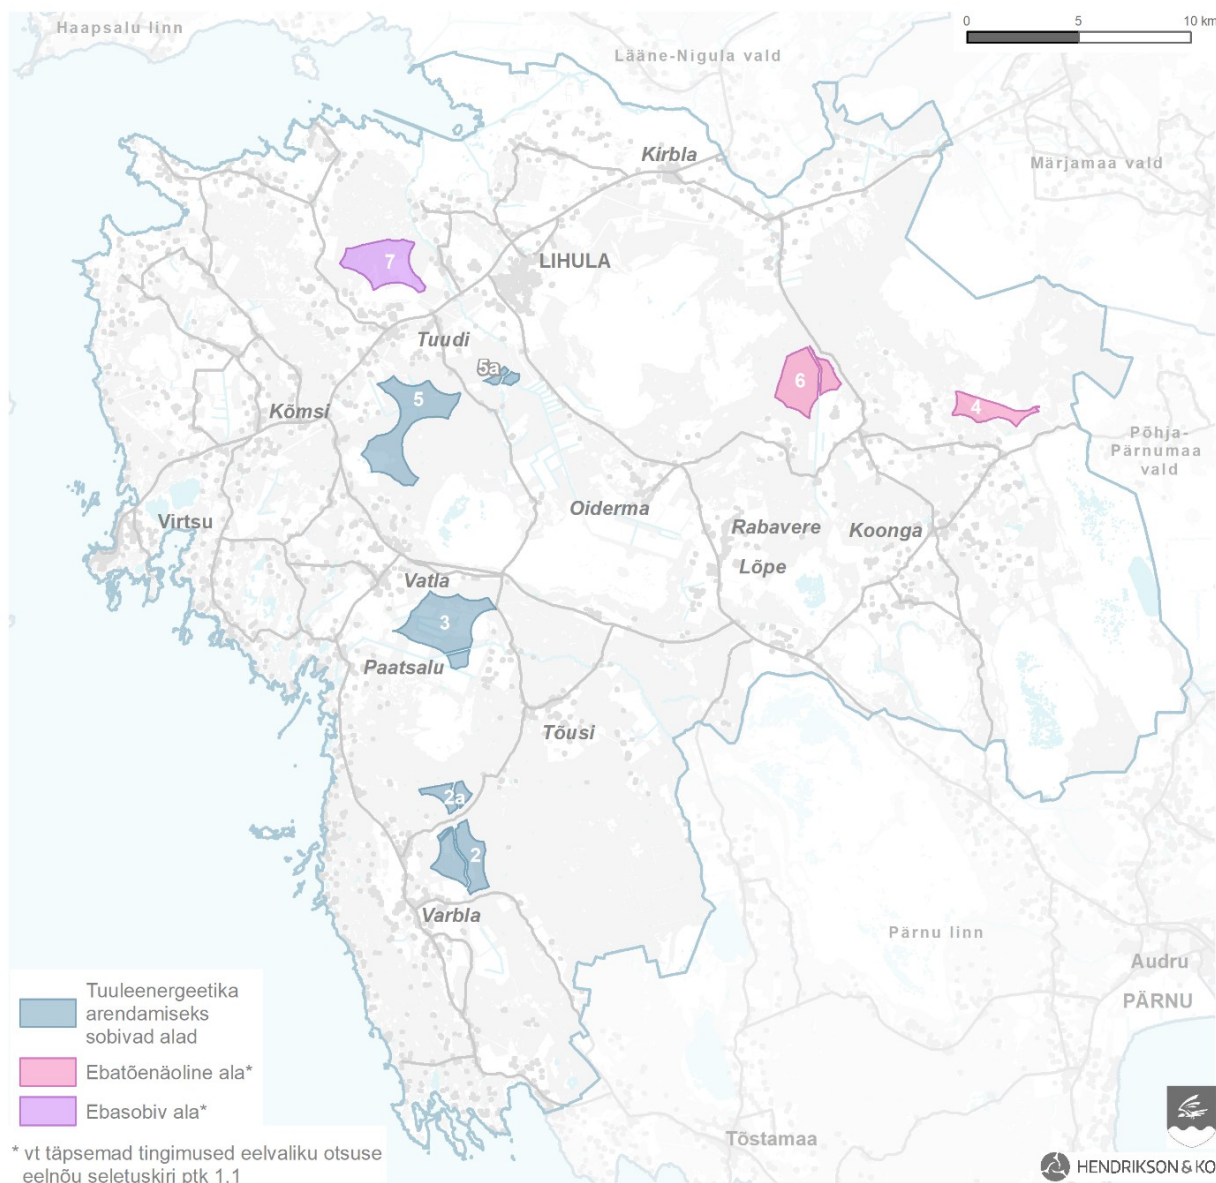 Haapsalu linn
0 5 10 km
Lääne-Nigula vald
Kirbla
Märjamaa vald
7
LIHULA
Tuudi
5a
6
5
4
Kõmsi
Põhja-
Pärnumaa
vald
Oiderma
Virtsu
Rabavere
Koonga
Lõpe
Vatla
3
Paatsalu
Tõusi
2a
2
Varbla
Pärnu linn
Audru
PÄRNU
Tuuleenergeetika
arendamiseks
sobivad alad
Ebatõenäoline ala*
Ebasobiv ala*
Tõstamaa
* vt täpsemad tingimused eelvaliku otsuse
eelnõu seletuskiri ptk 1.1
HENDRIKSON & KO